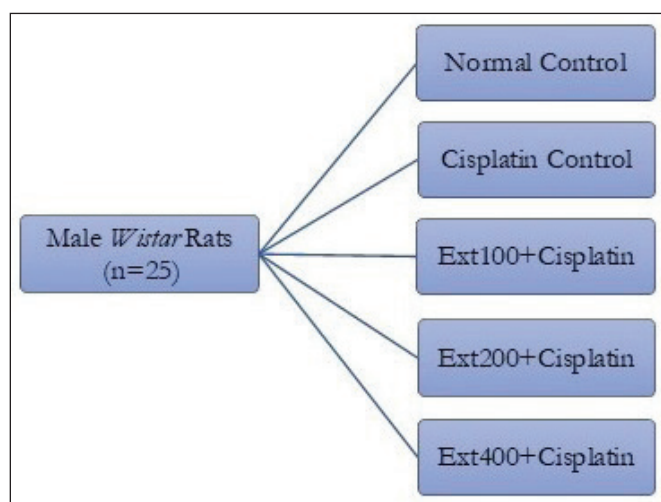 Normal Control
Cisplatin Control
Male Wistar Rats
(n=25)
Ext100+Cisplatin
Ext200+Cisplatin
Ext400+Cisplatin